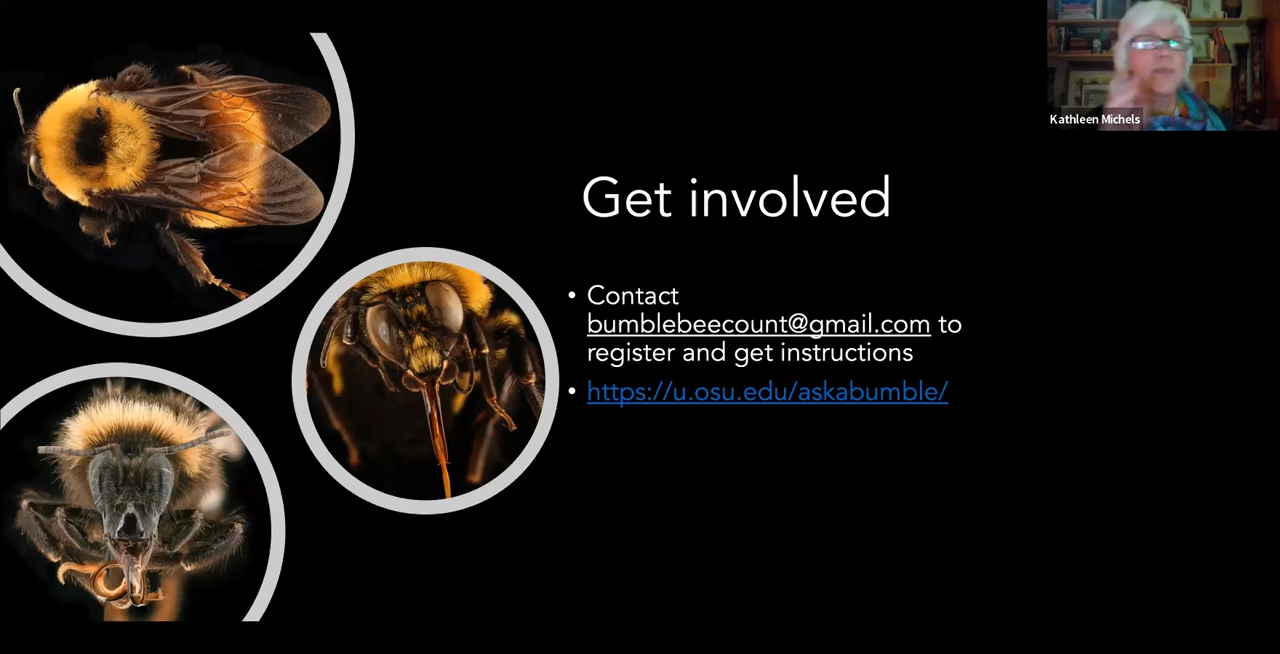 Kathleen Michels
Get involved
• Contact
bumblebeecount@gmail.com to
register and get instructions
• https://u.osu.edu/askabumble/